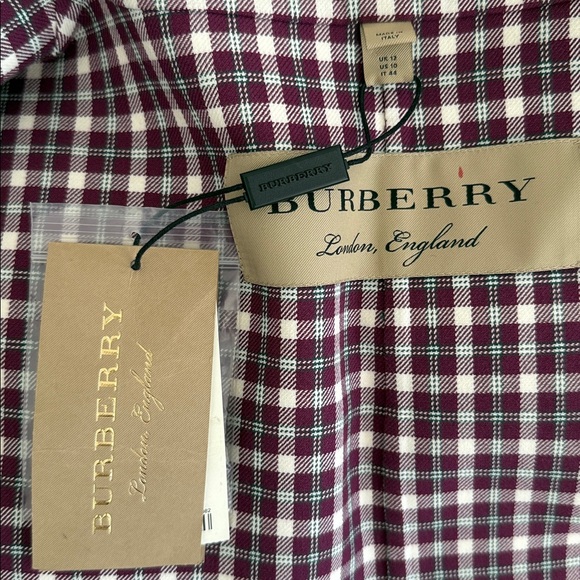 MADE IN
ITALY
UK 12
US 10
IT 44
BURBERRY
BURBERRY
London, England
BURBERRY
London England